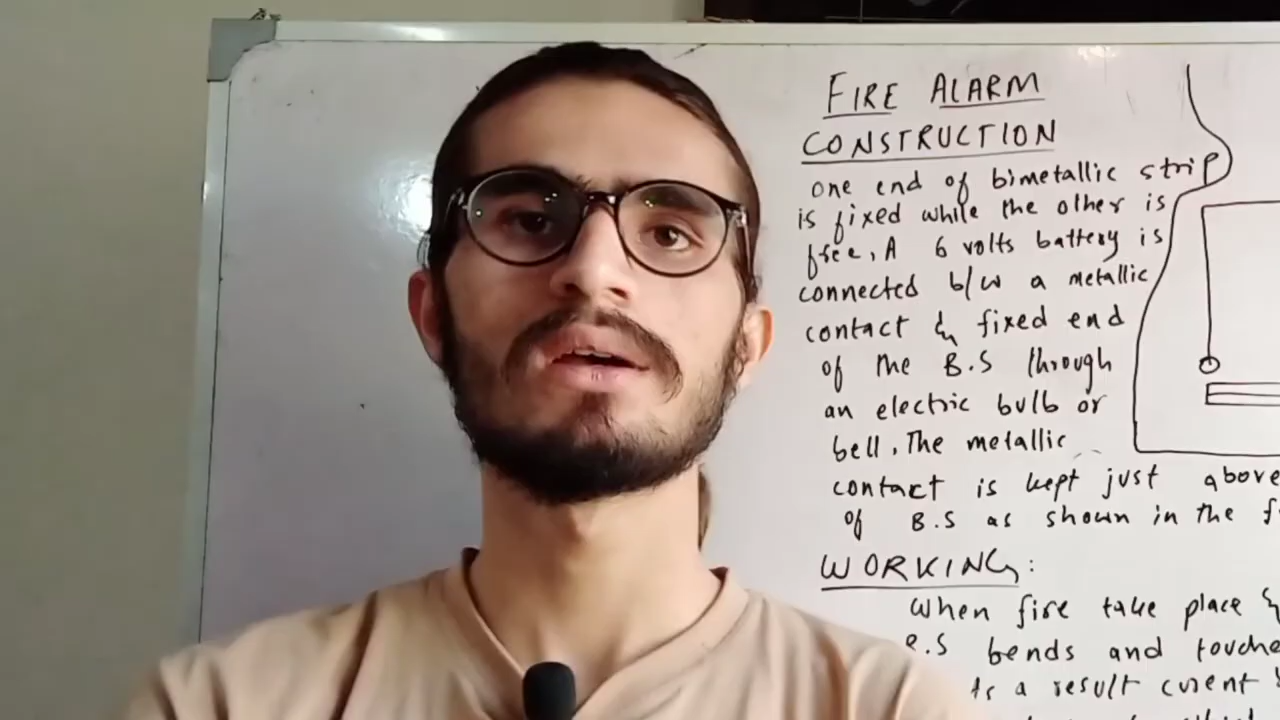 FIRE ALARM
CONSTRUCTION
one end of bimetallic strip
is fixed while the other is
free, A 6 volts battery is
connected b/w a metallic
contact & fixed end
of the B.S through
an electric bulb or
bell. The metallic
contact is kept just above
of B.S as shown in the f
WORKING:
When fire take place &
B.S bends and touche
As a result curent